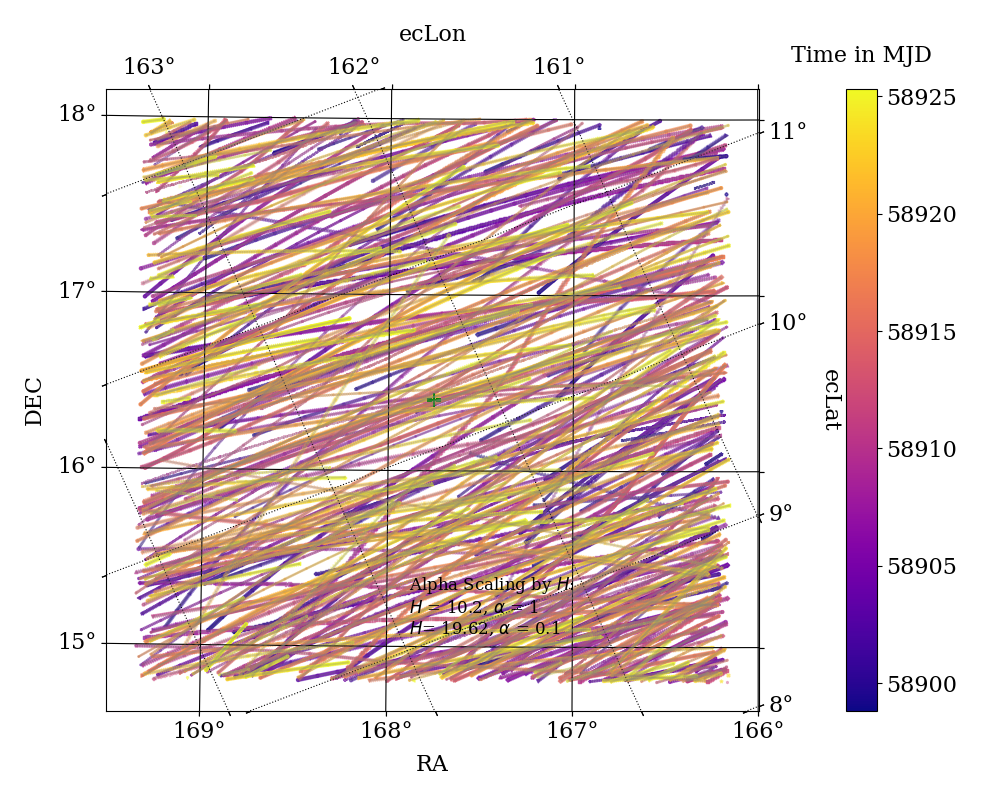 ecLon
Time in MJD
163° 162° 161°
18° 17° 16° 15°
11° 10° 9° 8°
DEC
ecLat
58925
58920
58915
58910
58905
58900
Alpha Scaling by H:
H = 10.2, α = 1
H= 19.62, α = 0.1
169° 168° 167° 166°
RA